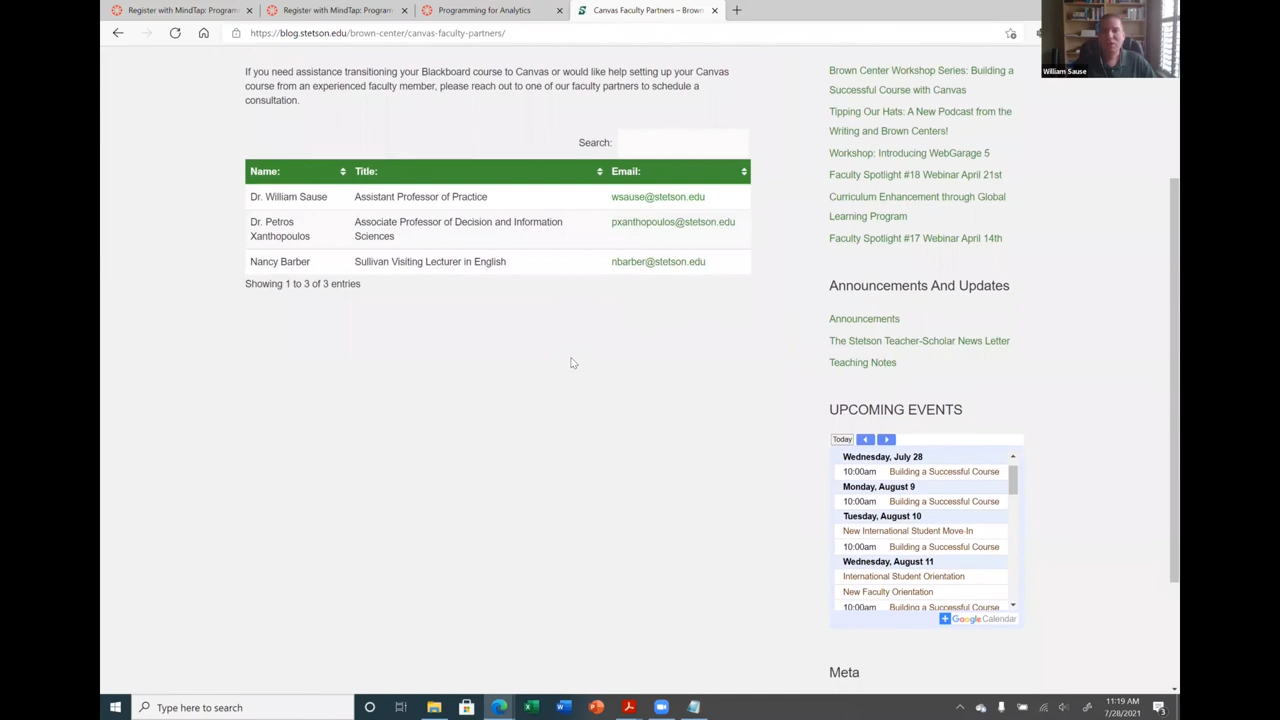 Register with MindTap: Program
Register with MindTap: Program
Programming for Analytics
Canvas Faculty Partners – Brown
https://blog.stetson.edu/brown-center/canvas-faculty-partners/
William Sause
If you need assistance transitioning your Blackboard course to Canvas or would like help setting up your Canvas
course from an experienced faculty member, please reach out to one of our faculty partners to schedule a
consultation.
Search:
Name: Title: Email:
Dr. William Sause Assistant Professor of Practice wsause@stetson.edu
Dr. Petros Associate Professor of Decision and Information pxanthopoulos@stetson.edu
Xanthopoulos Sciences
Nancy Barber Sullivan Visiting Lecturer in English nbarber@stetson.edu
Showing 1 to 3 of 3 entries
Brown Center Workshop Series: Building a
Successful Course with Canvas
Tipping Our Hats: A New Podcast from the
Writing and Brown Centers!
Workshop: Introducing WebGarage 5
Faculty Spotlight #18 Webinar April 21st
Curriculum Enhancement through Global
Learning Program
Faculty Spotlight #17 Webinar April 14th
Announcements And Updates
Announcements
The Stetson Teacher-Scholar News Letter
Teaching Notes
UPCOMING EVENTS
Today
Wednesday, July 28
10:00am Building a Successful Course
Monday, August 9
10:00am Building a Successful Course
Tuesday, August 10
New International Student Move-In
10:00am Building a Successful Course
Wednesday, August 11
International Student Orientation
New Faculty Orientation
10:00am Building a Successful Course
Google Calendar
Meta
Type here to search
11:19 AM
7/28/2021
3